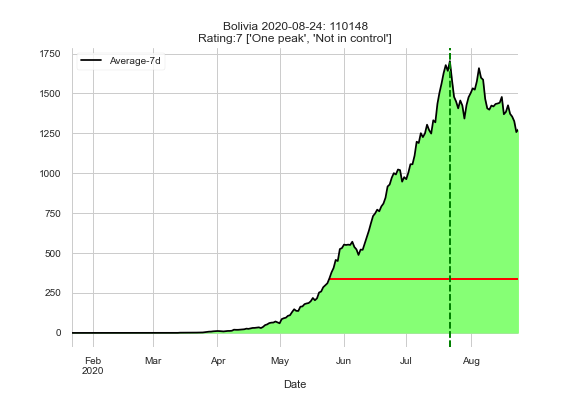 Bolivia 2020-08-24: 110148
Rating:7 ['One peak', 'Not in control']
Average-7d
1750
1500
1250
1000
750
500
250
0
Feb
2020
Mar
Apr
May
Jun
Jul
Aug
Date